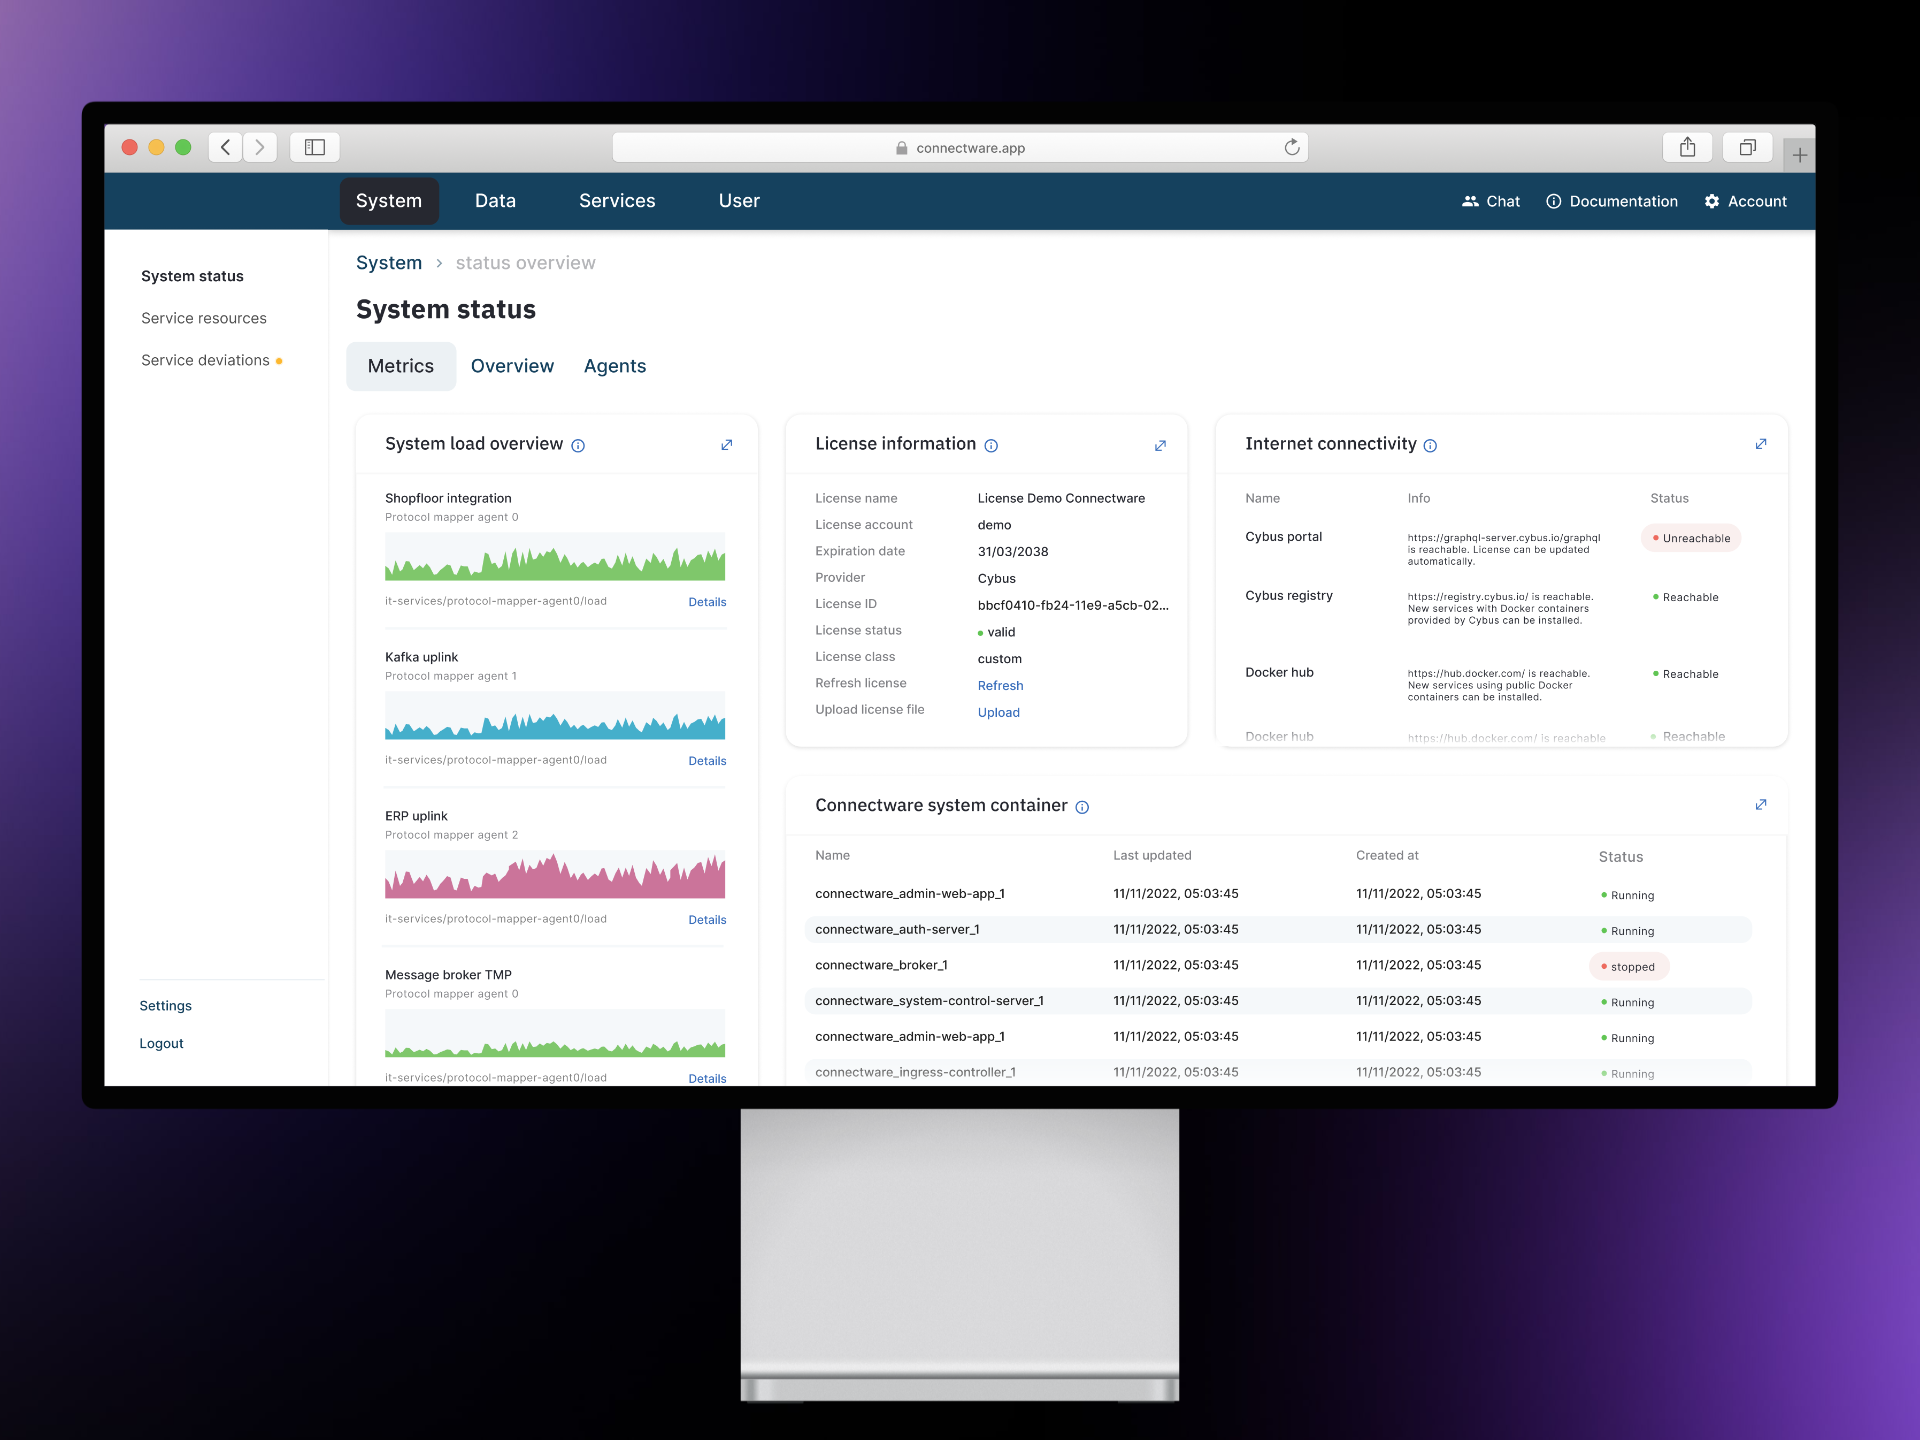 connectware.app
System
Data
Services
User
Chat
Documentation
Account
System status
Service resources
Service deviations
Settings
Logout
System > status overview
System status
Metrics
Overview
Agents
System load overview
Shopfloor integration
Protocol mapper agent 0
it-services/protocol-mapper-agent0/load
Details
Kafka uplink
Protocol mapper agent 1
it-services/protocol-mapper-agent0/load
Details
ERP uplink
Protocol mapper agent 2
it-services/protocol-mapper-agent0/load
Details
Message broker TMP
Protocol mapper agent 0
it-services/protocol-mapper-agent0/load
Details
License information
License name License Demo Connectware
License account demo
Expiration date 31/03/2038
Provider Cybus
License ID bbcf0410-fb24-11e9-a5cb-02...
License status valid
License class custom
Refresh license Refresh
Upload license file Upload
Internet connectivity
Name Info Status
Cybus portal
https://graphql-server.cybus.io/graphql
is reachable. License can be updated
automatically.
Unreachable
Cybus registry
https://registry.cybus.io/ is reachable.
New services with Docker containers
provided by Cybus can be installed.
Reachable
Docker hub
https://hub.docker.com/ is reachable.
New services using public Docker
containers can be installed.
Reachable
Docker hub
https://hub.docker.com/ is reachable
Reachable
Connectware system container
Name Last updated Created at Status
connectware_admin-web-app_1 11/11/2022, 05:03:45 11/11/2022, 05:03:45 Running
connectware_auth-server_1 11/11/2022, 05:03:45 11/11/2022, 05:03:45 Running
connectware_broker_1 11/11/2022, 05:03:45 11/11/2022, 05:03:45 stopped
connectware_system-control-server_1 11/11/2022, 05:03:45 11/11/2022, 05:03:45 Running
connectware_admin-web-app_1 11/11/2022, 05:03:45 11/11/2022, 05:03:45 Running
connectware_ingress-controller_1 11/11/2022, 05:03:45 11/11/2022, 05:03:45 Running